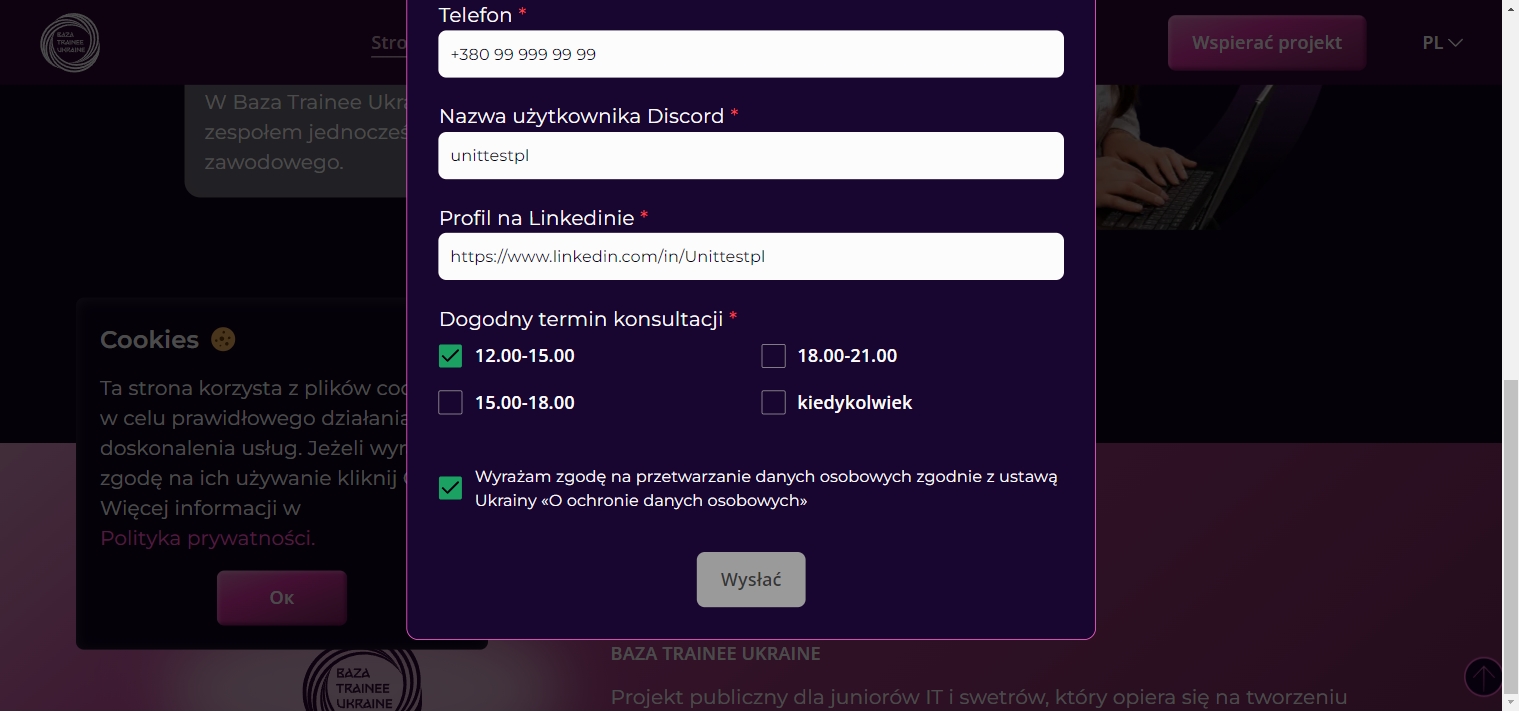 BAZA
TRAINEE
UKRAINE
Stro
Wspierać projekt
PL
Telefon *
+380 99 999 99 99
W Baza Trainee Ukra
zespołem jednocześ
zawodowego.
Nazwa użytkownika Discord *
unittestpl
Profil na Linkedinie *
https://www.linkedin.com/in/Unittestpl
Dogodny termin konsultacji *
12.00-15.00
18.00-21.00
15.00-18.00
kiedykolwiek
Wyrażam zgodę na przetwarzanie danych osobowych zgodnie z ustawą
Ukrainy «O ochronie danych osobowych»
Wysłać
Cookies
Ta strona korzysta z plików coo
w celu prawidłowego działania
doskonalenia usług. Jeżeli wyr
zgodę na ich używanie kliknij
Więcej informacji w
Polityka prywatności.
Ок
BAZA
TRAINEE
UKRAINE
BAZA TRAINEE UKRAINE
Projekt publiczny dla juniorów IT i swetrów, który opiera się na tworzeniu